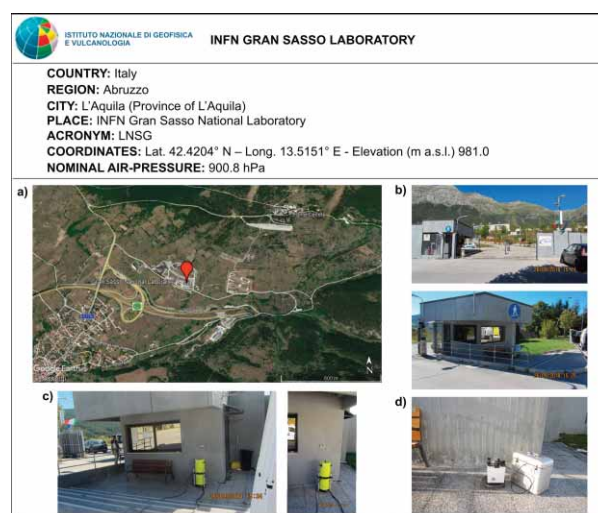 ISTITUTO NAZIONALE DI GEOFISICA
E VULCANOLOGIA
INFN GRAN SASSO LABORATORY
COUNTRY: Italy
REGION: Abruzzo
CITY: L'Aquila (Province of L'Aquila)
PLACE: INFN Gran Sasso National Laboratory
ACRONYM: LNSG
COORDINATES: Lat. 42.4204° N – Long. 13.5151° E - Elevation (m a.s.l.) 981.0
NOMINAL AIR-PRESSURE: 900.8 hPa
a)
b)
Google Earth
N
c)
d)